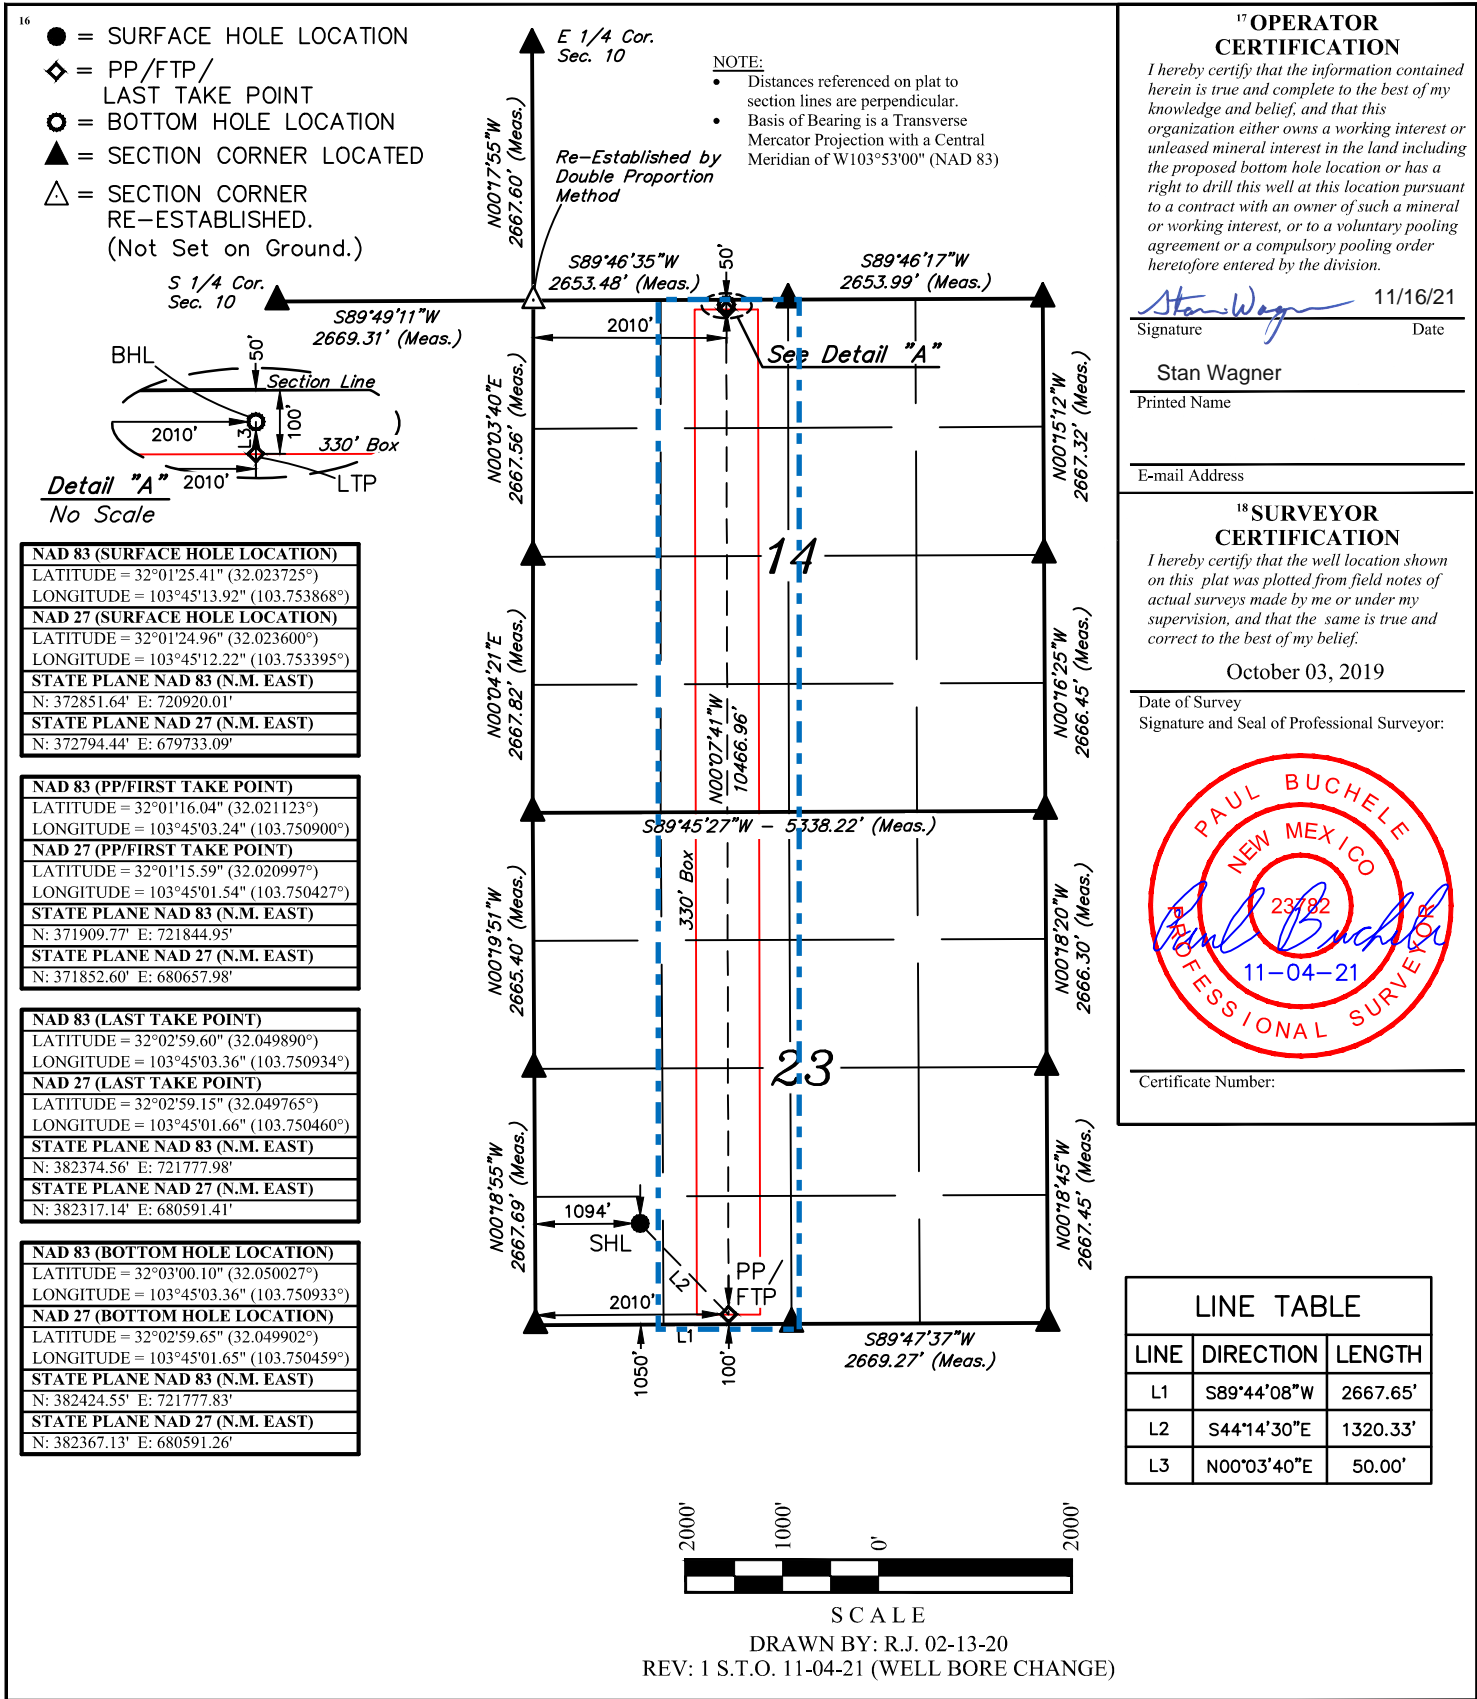 16
● = SURFACE HOLE LOCATION
= PP/FTP/
LAST TAKE POINT
= BOTTOM HOLE LOCATION
▲ = SECTION CORNER LOCATED
△ = SECTION CORNER
RE-ESTABLISHED.
(Not Set on Ground.)
E 1/4 Cor.
Sec. 10
NOTE:
• Distances referenced on plat to
section lines are perpendicular.
• Basis of Bearing is a Transverse
Mercator Projection with a Central
Meridian of W103°53'00" (NAD 83)
N00°17'55"W
2667.60' (Meas.)
Re-Established by
Double Proportion
Method
S 1/4 Cor.
Sec. 10
S89°49'11"W
2669.31' (Meas.)
S89°46'35"W
2653.48' (Meas.)
50'
S89°46'17"W
2653.99' (Meas.)
2010'
See Detail "A"
BHL
50'
Section Line
2010'
L3
100'
330' Box
2010'
LTP
Detail "A"
No Scale
N00°03'40"E
2667.56' (Meas.)
N00°15'12"W
2667.32' (Meas.)
14
N00°04'21"E
2667.82' (Meas.)
N00°16'25"W
2666.45' (Meas.)
N00°07'41"W
10466.96'
S89°45'27"W - 5338.22' (Meas.)
330' Box
N00°19'51"W
2665.40' (Meas.)
N00°18'20"W
2666.30' (Meas.)
23
N00°18'55"W
2667.69' (Meas.)
N00°18'45"W
2667.45' (Meas.)
1094'
SHL
L2
PP/
FTP
2010'
L1
1050'
100'
S89°47'37"W
2669.27' (Meas.)
NAD 83 (SURFACE HOLE LOCATION)
LATITUDE = 32°01'25.41" (32.023725°)
LONGITUDE = 103°45'13.92" (103.753868°)
NAD 27 (SURFACE HOLE LOCATION)
LATITUDE = 32°01'24.96" (32.023600°)
LONGITUDE = 103°45'12.22" (103.753395°)
STATE PLANE NAD 83 (N.M. EAST)
N: 372851.64' E: 720920.01'
STATE PLANE NAD 27 (N.M. EAST)
N: 372794.44' E: 679733.09'
NAD 83 (PP/FIRST TAKE POINT)
LATITUDE = 32°01'16.04" (32.021123°)
LONGITUDE = 103°45'03.24" (103.750900°)
NAD 27 (PP/FIRST TAKE POINT)
LATITUDE = 32°01'15.59" (32.020997°)
LONGITUDE = 103°45'01.54" (103.750427°)
STATE PLANE NAD 83 (N.M. EAST)
N: 371909.77' E: 721844.95'
STATE PLANE NAD 27 (N.M. EAST)
N: 371852.60' E: 680657.98'
NAD 83 (LAST TAKE POINT)
LATITUDE = 32°02'59.60" (32.049890°)
LONGITUDE = 103°45'03.36" (103.750934°)
NAD 27 (LAST TAKE POINT)
LATITUDE = 32°02'59.15" (32.049765°)
LONGITUDE = 103°45'01.66" (103.750460°)
STATE PLANE NAD 83 (N.M. EAST)
N: 382374.56' E: 721777.98'
STATE PLANE NAD 27 (N.M. EAST)
N: 382317.14' E: 680591.41'
NAD 83 (BOTTOM HOLE LOCATION)
LATITUDE = 32°03'00.10" (32.050027°)
LONGITUDE = 103°45'03.36" (103.750933°)
NAD 27 (BOTTOM HOLE LOCATION)
LATITUDE = 32°02'59.65" (32.049902°)
LONGITUDE = 103°45'01.65" (103.750459°)
STATE PLANE NAD 83 (N.M. EAST)
N: 382424.55' E: 721777.83'
STATE PLANE NAD 27 (N.M. EAST)
N: 382367.13' E: 680591.26'
17 OPERATOR
CERTIFICATION
I hereby certify that the information contained
herein is true and complete to the best of my
knowledge and belief, and that this
organization either owns a working interest or
unleased mineral interest in the land including
the proposed bottom hole location or has a
right to drill this well at this location pursuant
to a contract with an owner of such a mineral
or working interest, or to a voluntary pooling
agreement or a compulsory pooling order
heretofore entered by the division.
Stan Wagner 11/16/21
Signature Date
Stan Wagner
Printed Name
E-mail Address
18 SURVEYOR
CERTIFICATION
I hereby certify that the well location shown
on this plat was plotted from field notes of
actual surveys made by me or under my
supervision, and that the same is true and
correct to the best of my belief.
October 03, 2019
Date of Survey
Signature and Seal of Professional Surveyor:
PAUL BUCHELE
NEW MEXICO
23782
Paul Buchele
11-04-21
PROFESSIONAL SURVEYOR
Certificate Number:
LINE TABLE
LINE DIRECTION LENGTH
L1 S89°44'08"W 2667.65'
L2 S44°14'30"E 1320.33'
L3 N00°03'40"E 50.00'
2000' 1000' 0' 2000'
SCALE
DRAWN BY: R.J. 02-13-20
REV: 1 S.T.O. 11-04-21 (WELL BORE CHANGE)